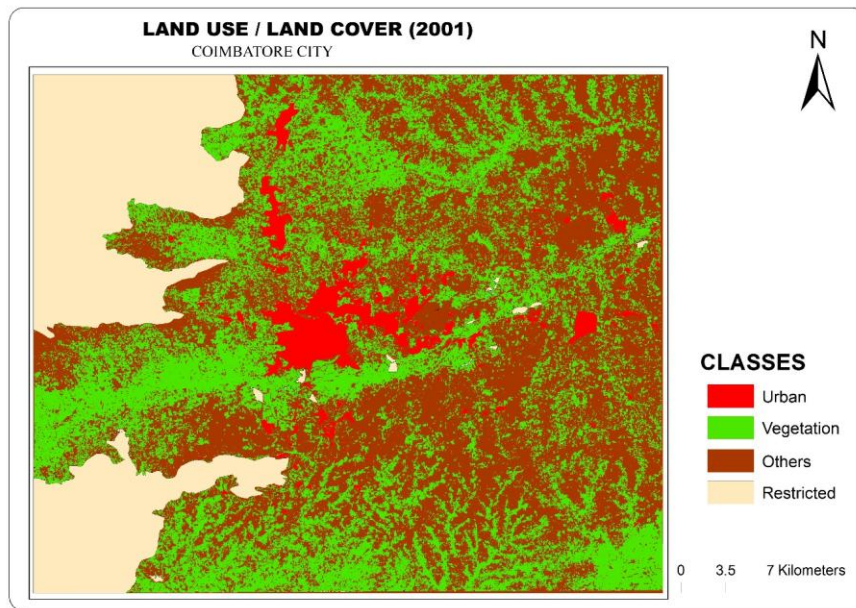 LAND USE / LAND COVER (2001)
COIMBATORE CITY
N
CLASSES
Urban
Vegetation
Others
Restricted
0 3.5 7 Kilometers